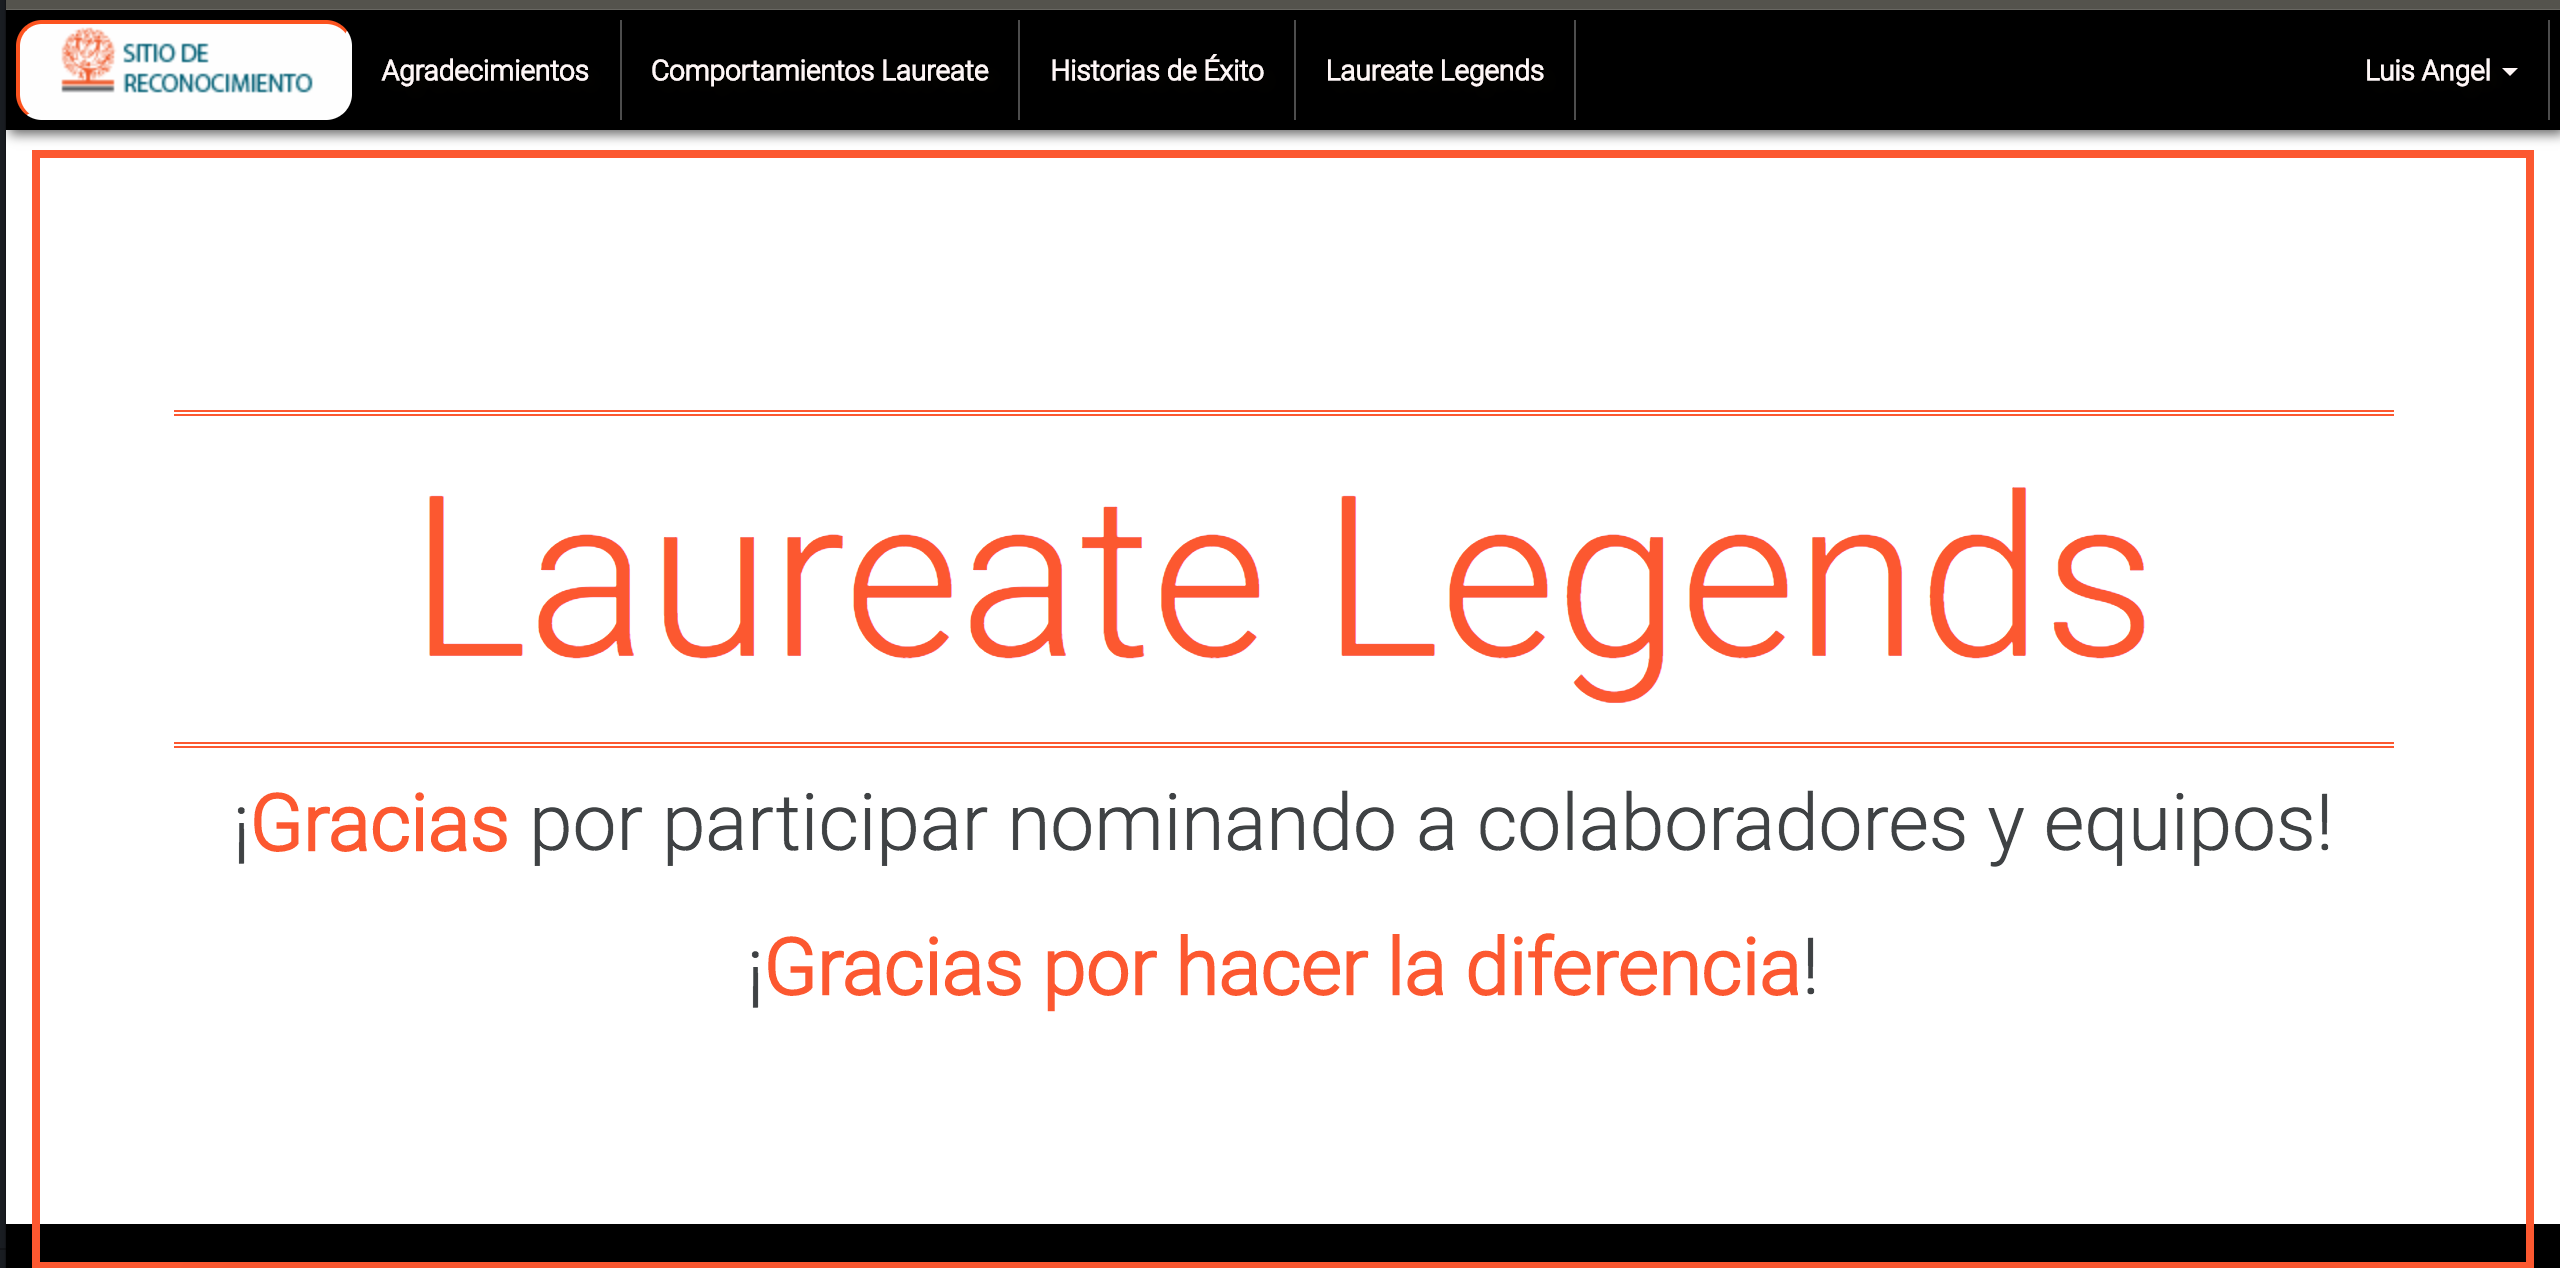 SITIO DE
RECONOCIMIENTO
Agradecimientos
Comportamientos Laureate
Historias de Éxito
Laureate Legends
Luis Angel
Laureate Legends
¡Gracias por participar nominando a colaboradores y equipos!
¡Gracias por hacer la diferencia!